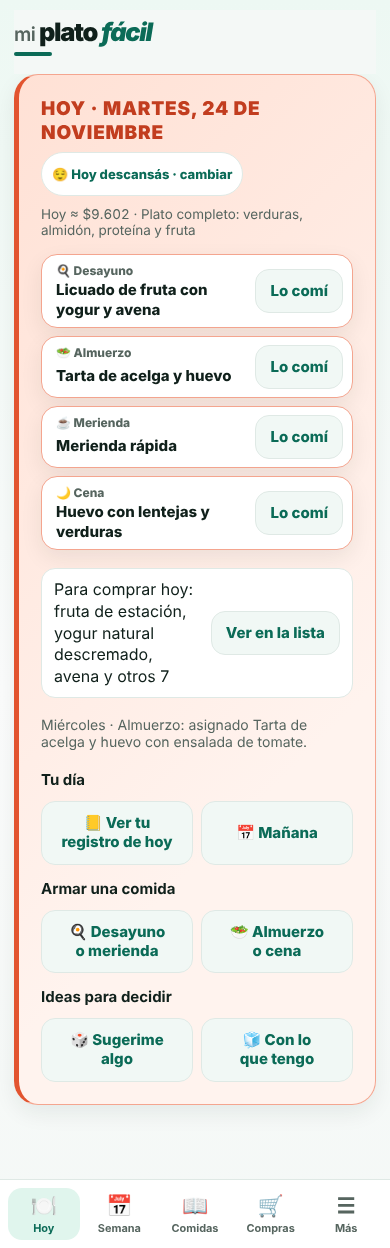 mi plato fácil
HOY · MARTES, 24 DE
NOVIEMBRE
😌 Hoy descansás · cambiar
Hoy ≈ $9.602 · Plato completo: verduras,
almidón, proteína y fruta
🍳 Desayuno
Licuado de fruta con
yogur y avena
Lo comí
🥗 Almuerzo
Tarta de acelga y huevo
Lo comí
☕ Merienda
Merienda rápida
Lo comí
🌙 Cena
Huevo con lentejas y
verduras
Lo comí
Para comprar hoy:
fruta de estación,
yogur natural
descremado,
avena y otros 7
Ver en la lista
Miércoles · Almuerzo: asignado Tarta de
acelga y huevo con ensalada de tomate.
Tu día
📒 Ver tu
registro de hoy
📅 Mañana
Armar una comida
🍳 Desayuno
o merienda
🥗 Almuerzo
o cena
Ideas para decidir
🎲 Sugerime
algo
🧊 Con lo
que tengo
🍽️ Hoy
📅 Semana
📖 Comidas
🛒 Compras
☰ Más